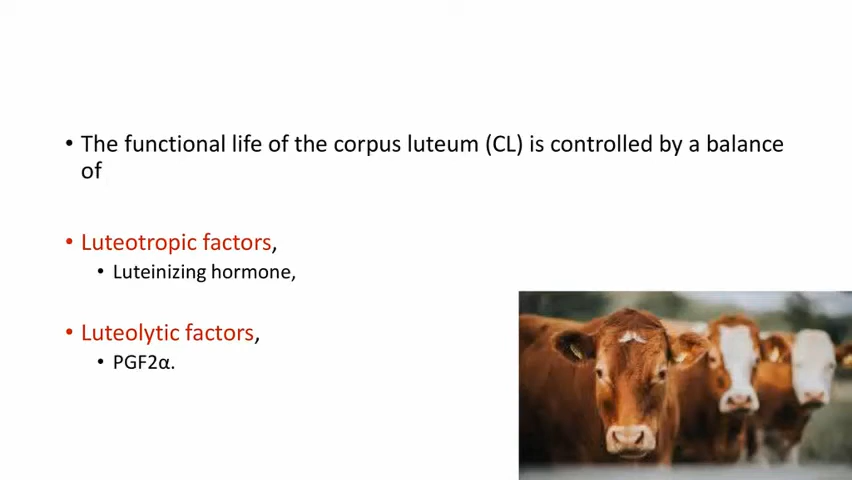 • The functional life of the corpus luteum (CL) is controlled by a balance
of
• Luteotropic factors,
• Luteinizing hormone,
• Luteolytic factors,
• PGF2α.